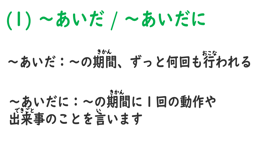 (1) ～あいだ / ～あいだに
～あいだ：～の期間、ずっと何回も行われる
～あいだに：～の期間に1回の動作や
出来事のことを言います